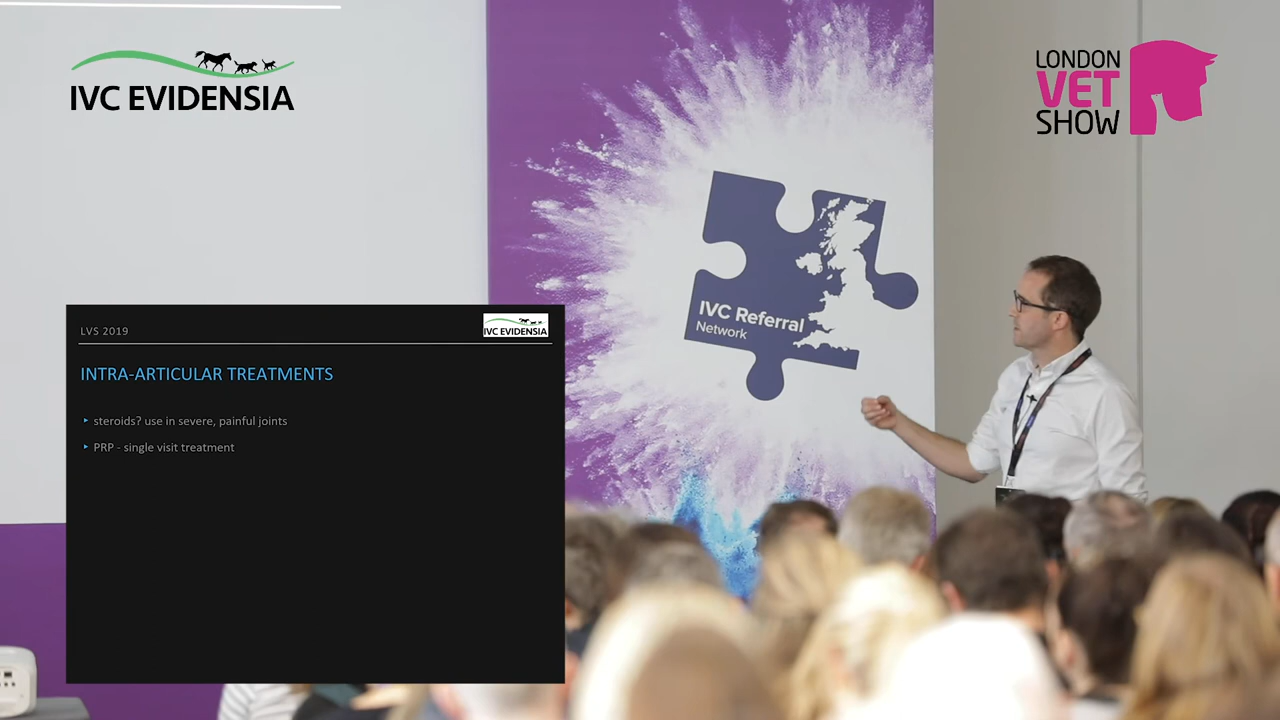 IVC EVIDENSIA
LONDON
VET
SHOW
IVC Referral
Network
LVS 2019
IVC EVIDENSIA
INTRA-ARTICULAR TREATMENTS
steroids? use in severe, painful joints
PRP - single visit treatment